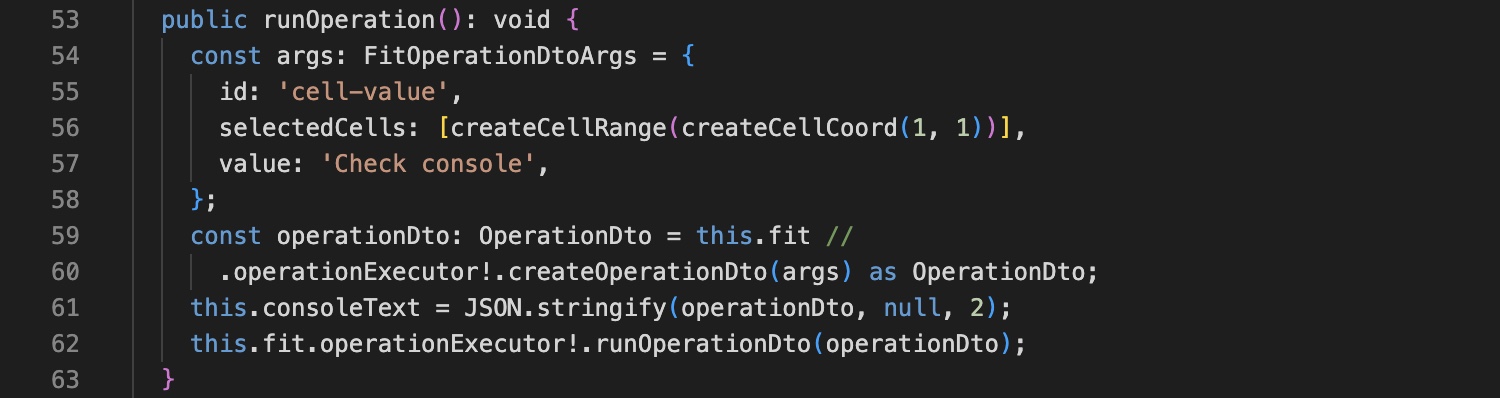 53 public runOperation(): void {
54 const args: FitOperationDtoArgs = {
55 id: 'cell-value',
56 selectedCells: [createCellRange(createCellCoord(1, 1))],
57 value: 'Check console',
58 };
59 const operationDto: OperationDto = this.fit //
60 .operationExecutor!.createOperationDto(args) as OperationDto;
61 this.consoleText = JSON.stringify(operationDto, null, 2);
62 this.fit.operationExecutor!.runOperationDto(operationDto);
63 }